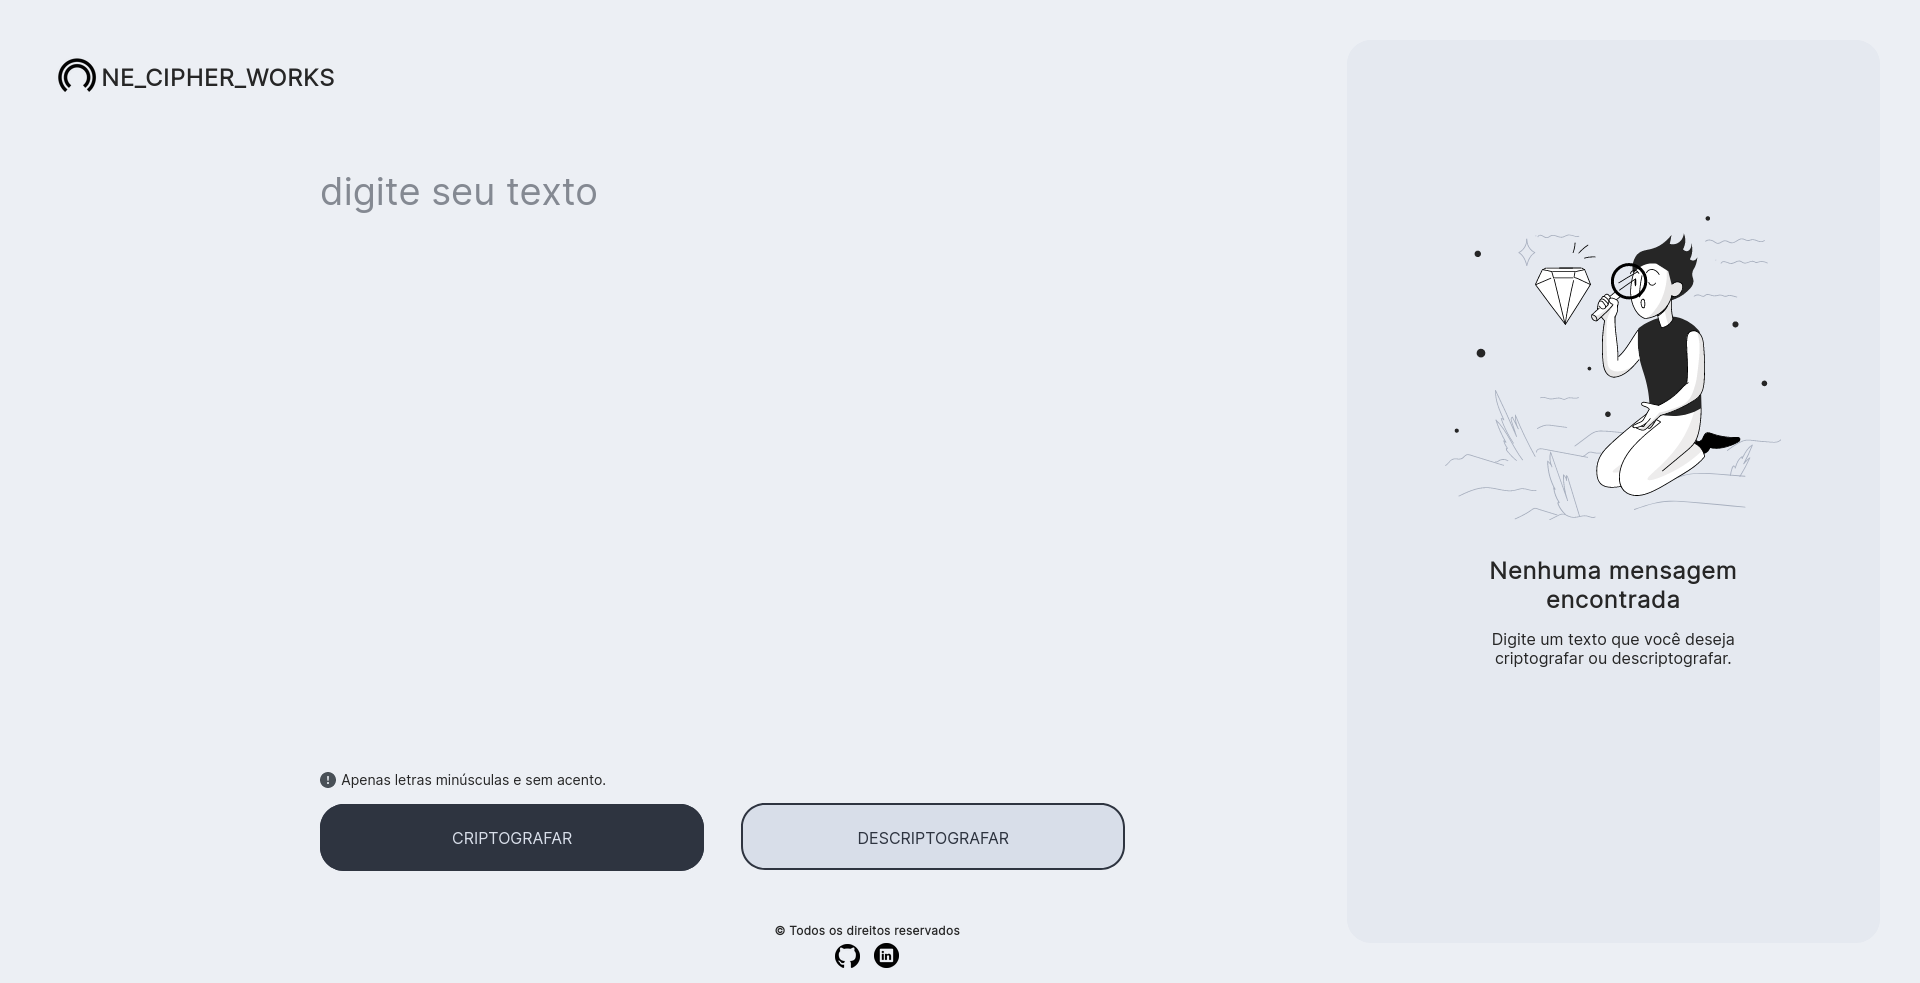 NE_CIPHER_WORKS
digite seu texto
Nenhuma mensagem
encontrada
Digite um texto que você deseja
criptografar ou descriptografar.
Apenas letras minúsculas e sem acento.
CRIPTOGRAFAR
DESCRIPTOGRAFAR
© Todos os direitos reservados